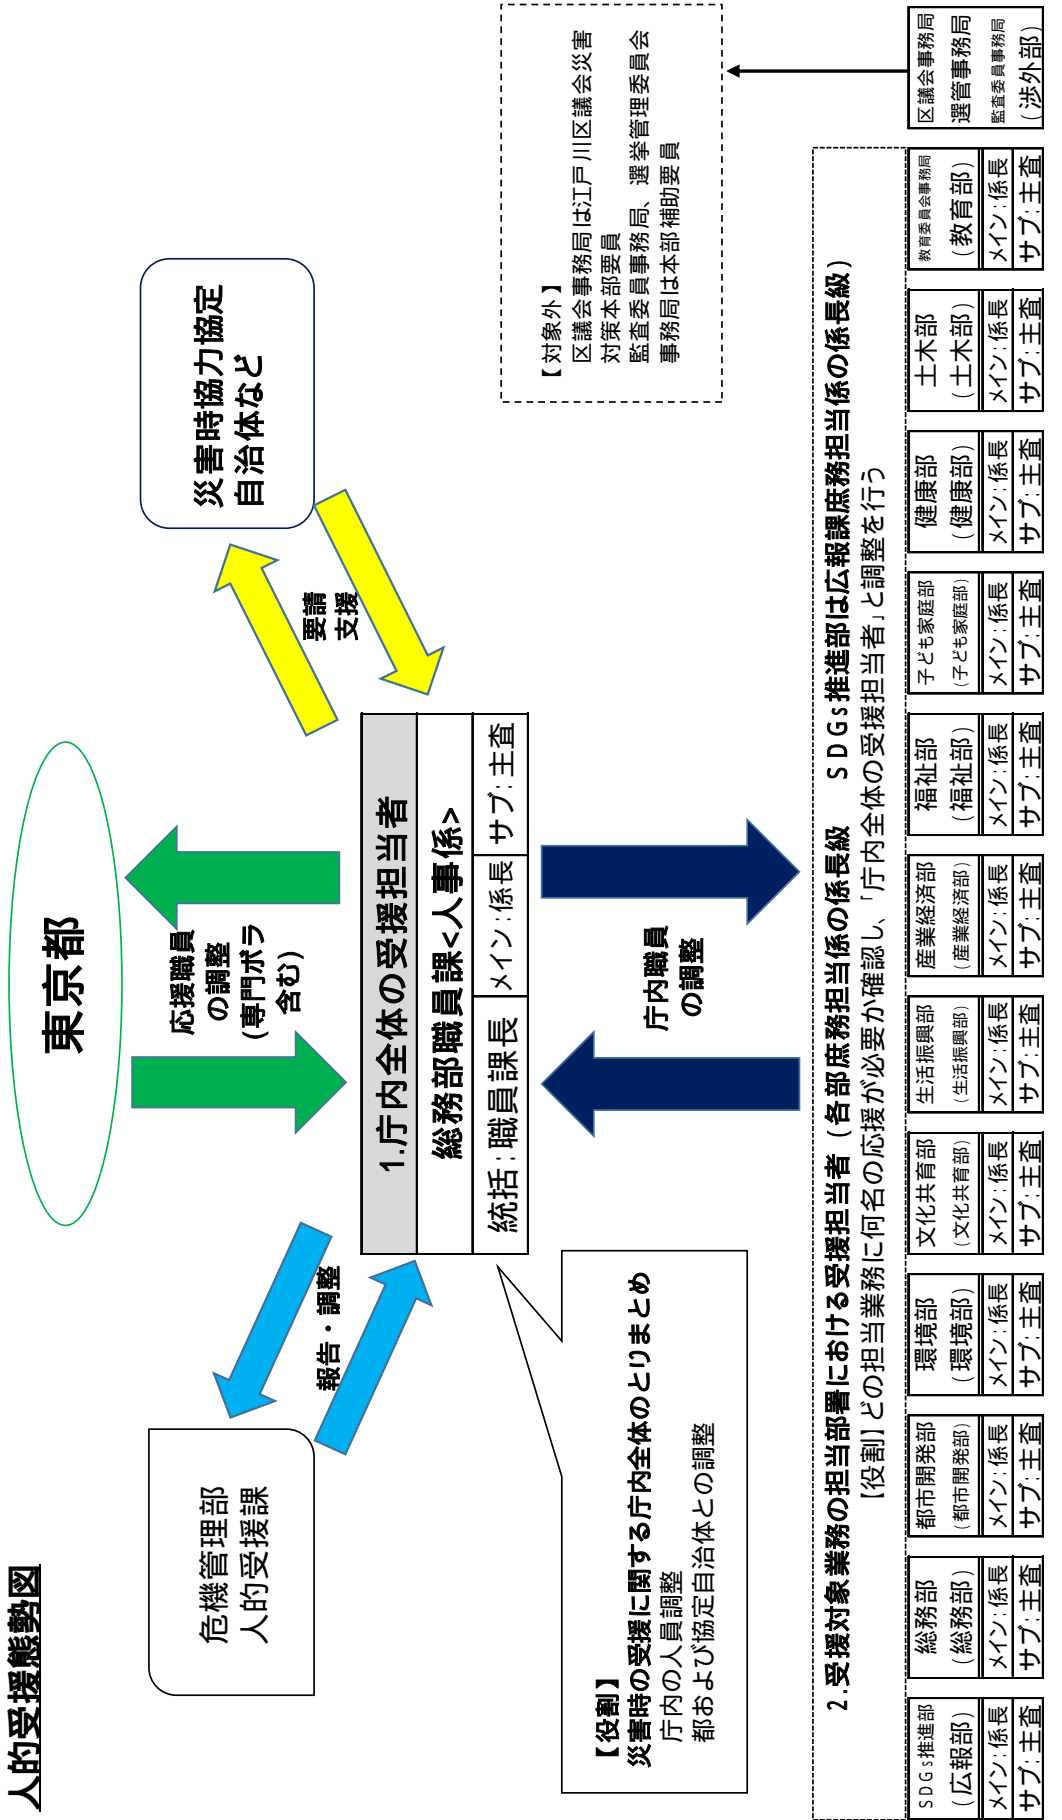 人的受援態勢図
東京都
危機管理部
人的受援課
災害時協力協定
自治体など
報告・調整
応援職員
の調整
(専門ボラ
含む)
要請
支援
1.庁内全体の受援担当者
総務部職員課<人事係>
統括:職員課長
メイン:係長
サブ:主査
【役割】
災害時の受援に関する庁内全体のとりまとめ
庁内の人員調整
都および協定自治体との調整
庁内職員
の調整
【対象外】
区議会事務局は江戸川区議会災害
対策本部要員
監査委員事務局、選挙管理委員会
事務局は本部補助要員
2.受援対象業務の担当部署における受援担当者(各部庶務担当係の係長級 SDGs推進部は広報課庶務担当係の係長級)
【役割】どの担当業務に何名の応援が必要か確認し、「庁内全体の受援担当者」と調整を行う
SDGs推進部
(広報部)
メイン:係長
サブ:主査
総務部
(総務部)
メイン:係長
サブ:主査
都市開発部
(都市開発部)
メイン:係長
サブ:主査
環境部
(環境部)
メイン:係長
サブ:主査
文化共育部
(文化共育部)
メイン:係長
サブ:主査
生活振興部
(生活振興部)
メイン:係長
サブ:主査
産業経済部
(産業経済部)
メイン:係長
サブ:主査
福祉部
(福祉部)
メイン:係長
サブ:主査
子ども家庭部
(子ども家庭部)
メイン:係長
サブ:主査
健康部
(健康部)
メイン:係長
サブ:主査
土木部
(土木部)
メイン:係長
サブ:主査
教育委員会事務局
(教育部)
メイン:係長
サブ:主査
区議会事務局
選管事務局
監査委員事務局
(渉外部)